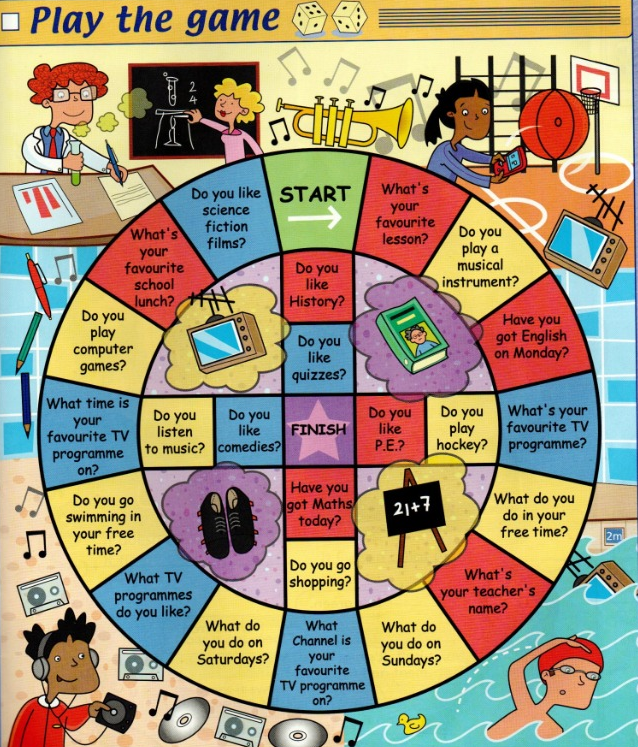 Play the game
2
4
START
What's
your
favourite
lesson?
Do you
play a
musical
instrument?
Have you
got English
on Monday?
What's your
favourite TV
programme?
What do you
do in your
free time?
What's
your teacher's
name?
What do
you do on
Sundays?
What
Channel is
your
favourite
TV programme
on?
What do
you do on
Saturdays?
What TV
programmes
do you like?
Do you go
swimming in
your free
time?
What time is
your
favourite TV
programme
on?
Do you
play
computer
games?
What's
your
favourite
school
lunch?
Do you like
science
fiction
films?
Do you
like
History?
Do you
like
quizzes?
Do you
listen
to music?
Do you
like
comedies?
FINISH
Do you
like
P.E.?
Do you
play
hockey?
Have you
got Maths
today?
Do you go
shopping?
21+7
2m